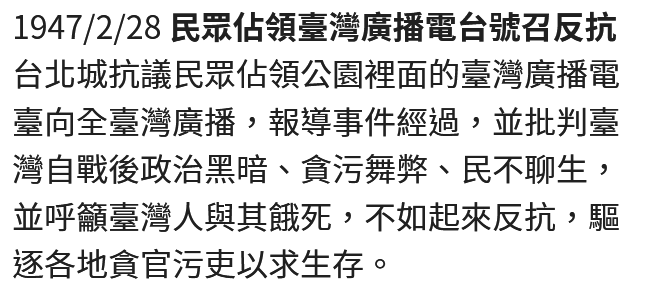 1947/2/28 民眾佔領臺灣廣播電台號召反抗
台北城抗議民眾佔領公園裡面的臺灣廣播電
臺向全臺灣廣播，報導事件經過，並批判臺
灣自戰後政治黑暗、貪污舞弊、民不聊生，
並呼籲臺灣人與其餓死，不如起來反抗，驅
逐各地貪官污吏以求生存。